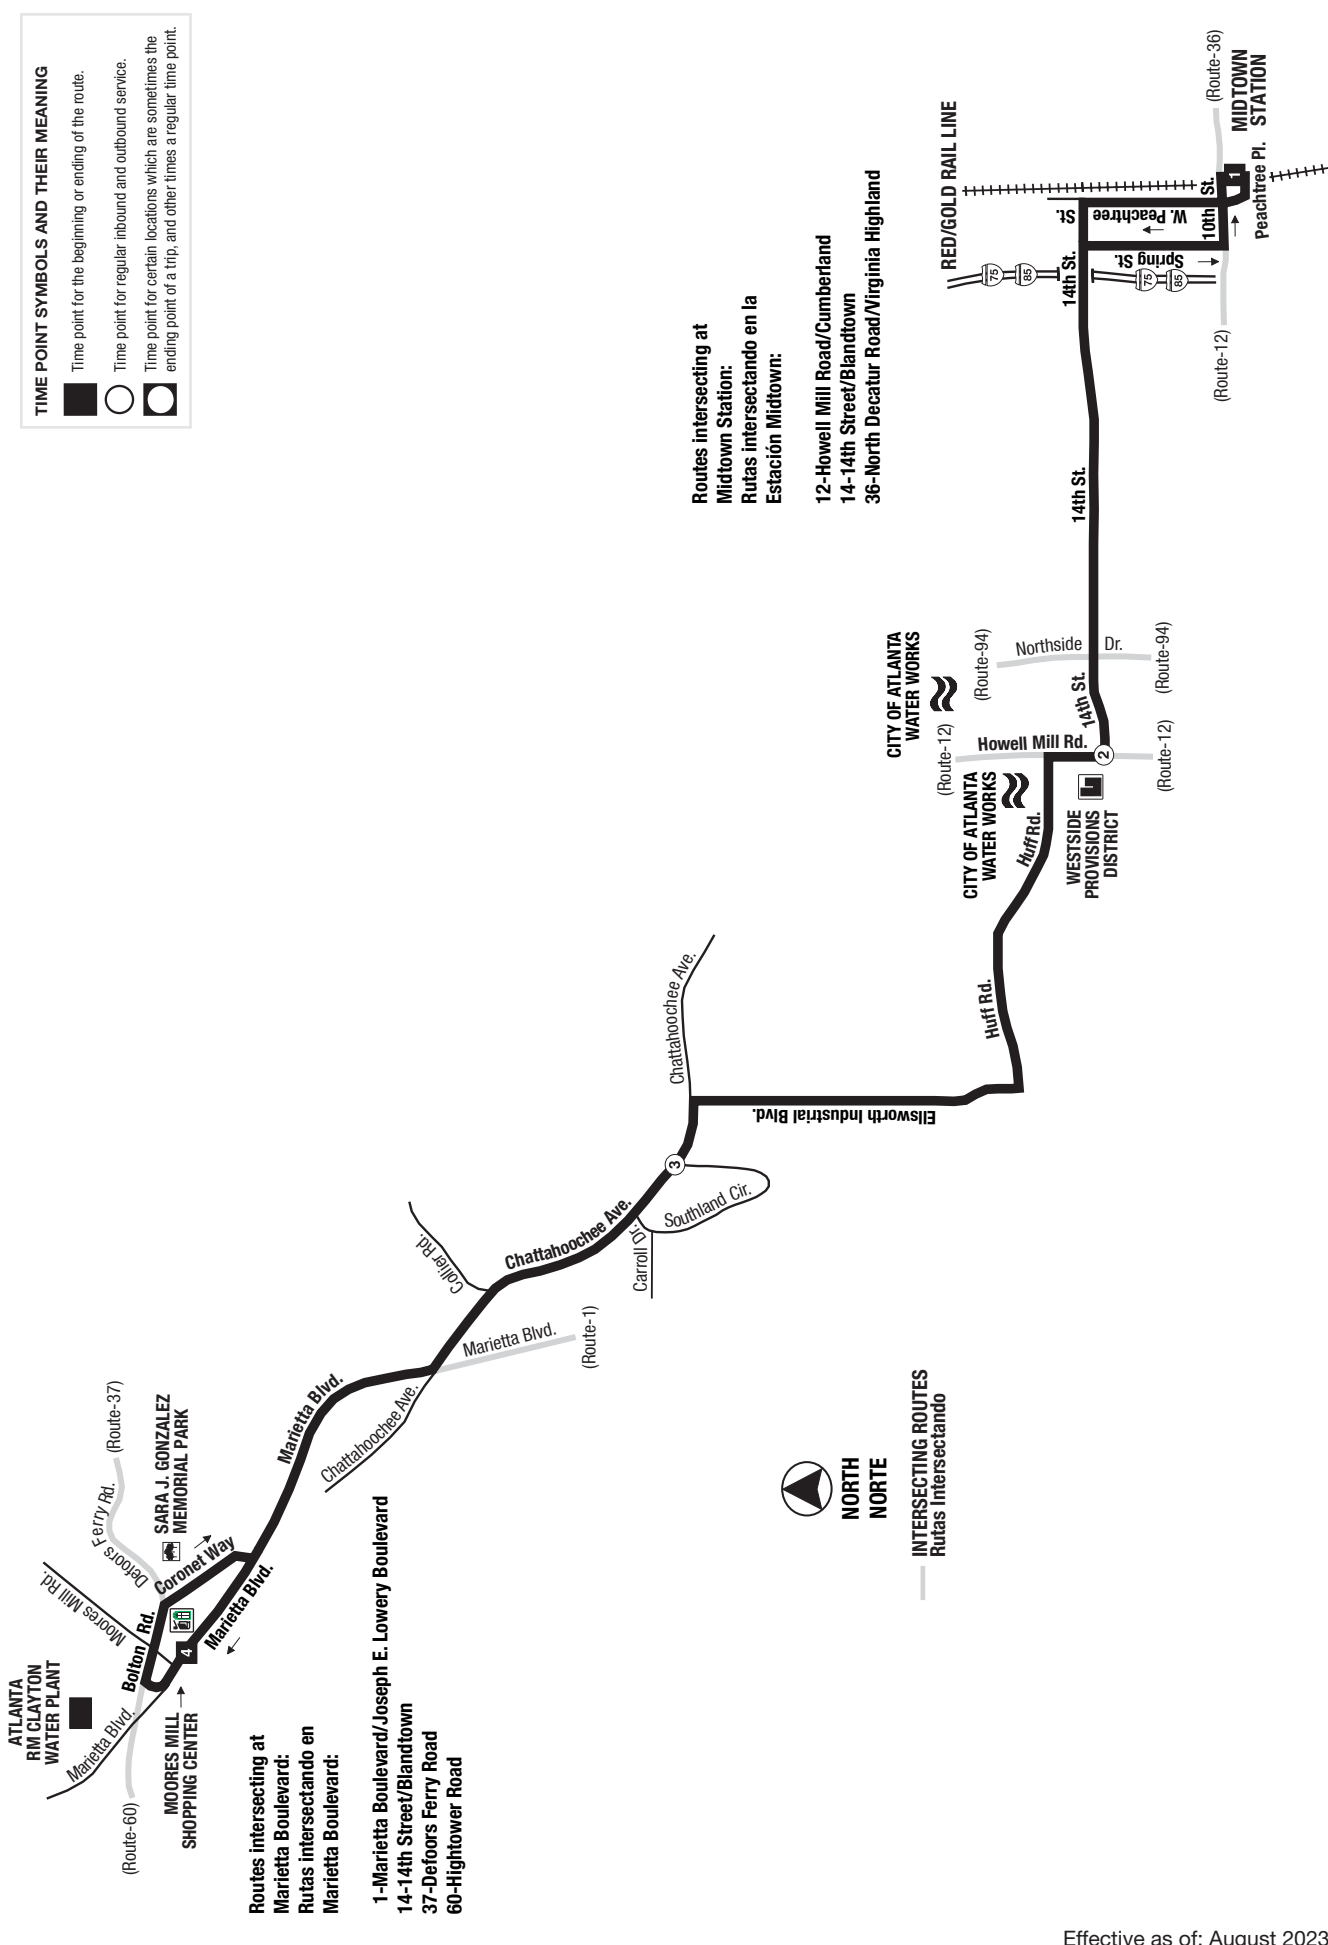 TIME POINT SYMBOLS AND THEIR MEANING
Time point for the beginning or ending of the route.
Time point for regular inbound and outbound service.
Time point for certain locations which are sometimes the
ending point of a trip, and other times a regular time point.
ATLANTA
RM CLAYTON
WATER PLANT
Marietta Blvd.
(Route-60)
MOORES MILL
SHOPPING CENTER
Bolton Rd.
Moores Mill Rd.
4
Defoors Ferry Rd.
(Route-37)
SARA J. GONZALEZ
MEMORIAL PARK
Coronet Way
Marietta Blvd.
Routes intersecting at
Marietta Boulevard:
Rutas intersectando en
Marietta Boulevard:
1-Marietta Boulevard/Joseph E. Lowery Boulevard
14-14th Street/Blandtown
37-Defoors Ferry Road
60-Hightower Road
Marietta Blvd.
Chattahoochee Ave.
Marietta Blvd.
(Route-1)
Collier Rd.
Chattahoochee Ave.
Carroll Dr.
Southland Cir.
3
Chattahoochee Ave.
Ellsworth Industrial Blvd.
Huff Rd.
Huff Rd.
CITY OF ATLANTA
WATER WORKS
CITY OF ATLANTA
WATER WORKS
(Route-12)
Howell Mill Rd.
2
(Route-12)
WESTSIDE
PROVISIONS
DISTRICT
(Route-94)
Northside Dr.
(Route-94)
14th St.
14th St.
14th St.
Routes intersecting at
Midtown Station:
Rutas intersectando en la
Estación Midtown:
12-Howell Mill Road/Cumberland
14-14th Street/Blandtown
36-North Decatur Road/Virginia Highland
RED/GOLD RAIL LINE
75
85
75
85
Spring St.
W. Peachtree
St.
10th St.
(Route-12)
(Route-36)
1
MIDTOWN
STATION
Peachtree Pl.
NORTH
NORTE
INTERSECTING ROUTES
Rutas Intersectando
Effective as of: August 2023